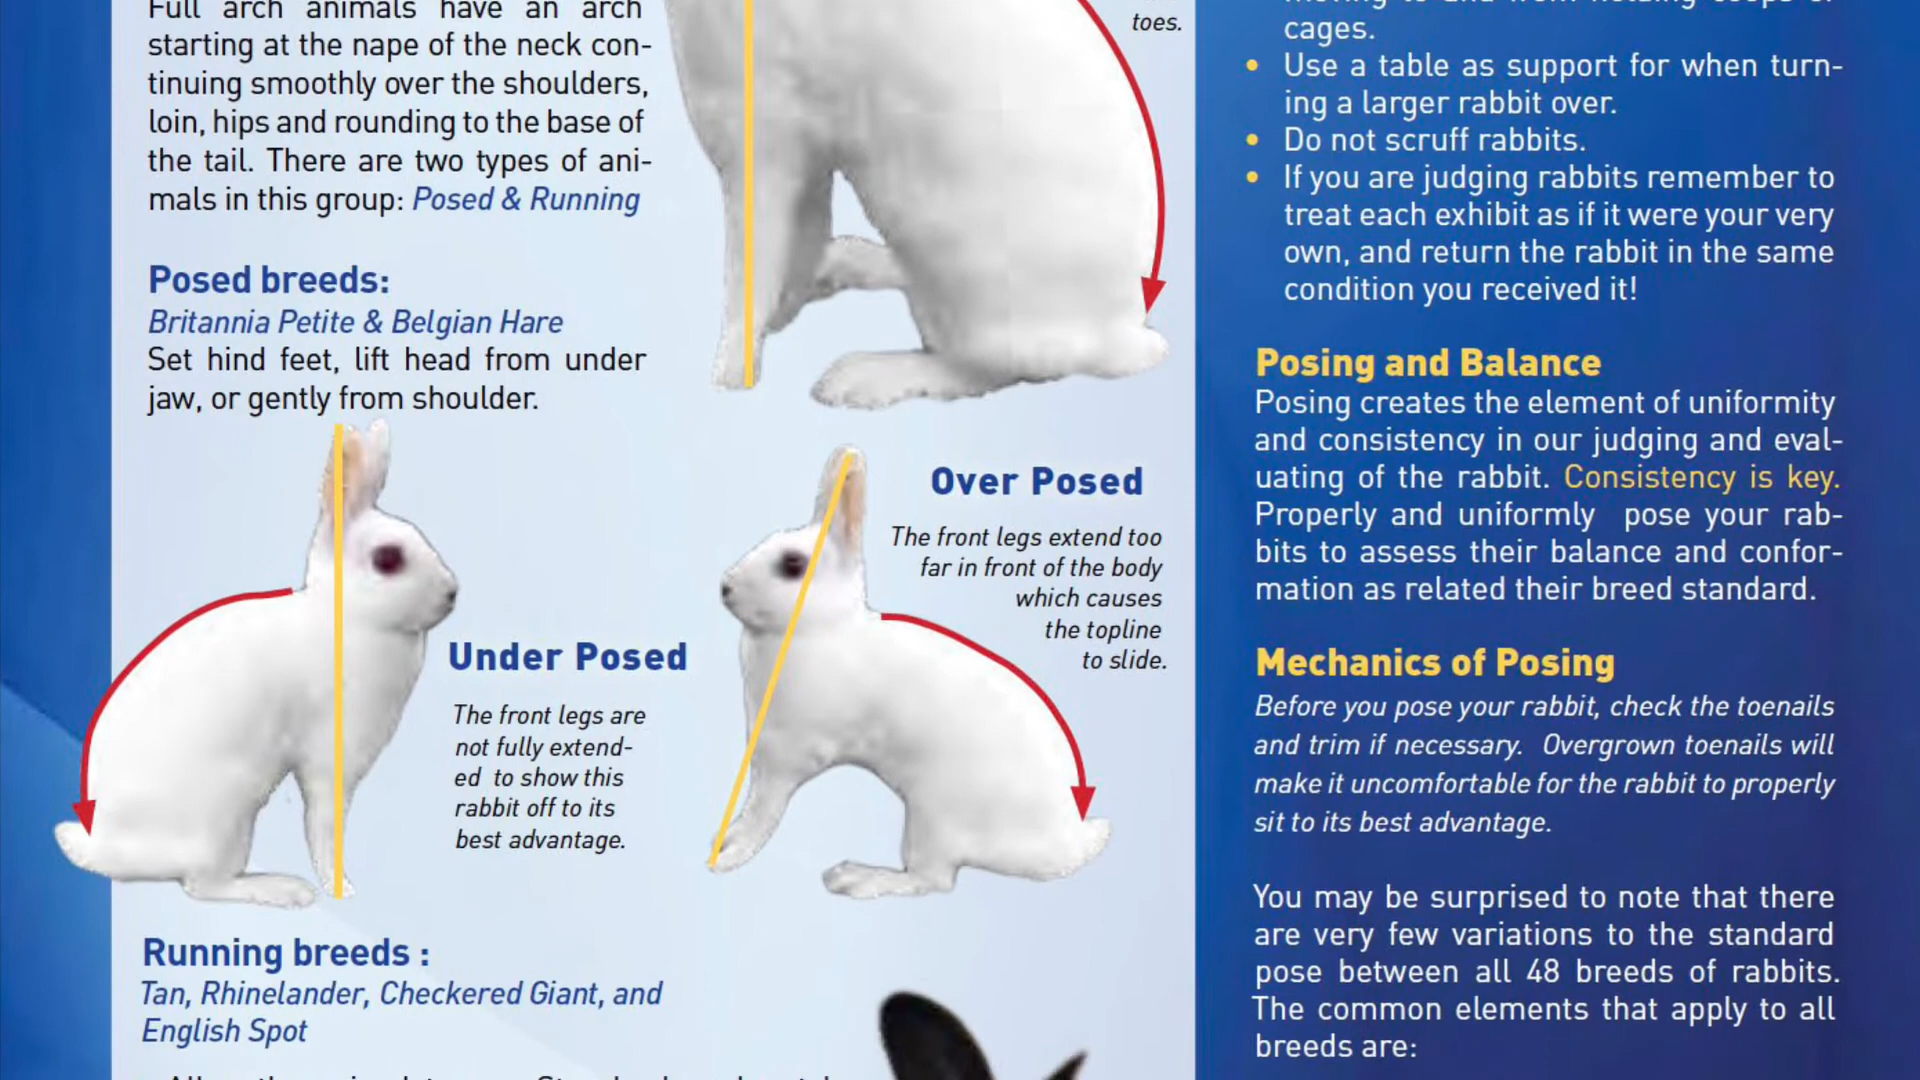 Full arch animals have an arch
starting at the nape of the neck con-
tinuing smoothly over the shoulders,
loin, hips and rounding to the base of
the tail. There are two types of ani-
mals in this group: Posed & Running
Posed breeds:
Britannia Petite & Belgian Hare
Set hind feet, lift head from under
jaw, or gently from shoulder.
toes.
Under Posed
The front legs are
not fully extend-
ed to show this
rabbit off to its
best advantage.
Over Posed
The front legs extend too
far in front of the body
which causes
the topline
to slide.
Running breeds :
Tan, Rhinelander, Checkered Giant, and
English Spot
cages.
• Use a table as support for when turn-
ing a larger rabbit over.
• Do not scruff rabbits.
• If you are judging rabbits remember to
treat each exhibit as if it were your very
own, and return the rabbit in the same
condition you received it!
Posing and Balance
Posing creates the element of uniformity
and consistency in our judging and eval-
uating of the rabbit. Consistency is key.
Properly and uniformly pose your rab-
bits to assess their balance and confor-
mation as related their breed standard.
Mechanics of Posing
Before you pose your rabbit, check the toenails
and trim if necessary. Overgrown toenails will
make it uncomfortable for the rabbit to properly
sit to its best advantage.
You may be surprised to note that there
are very few variations to the standard
pose between all 48 breeds of rabbits.
The common elements that apply to all
breeds are: